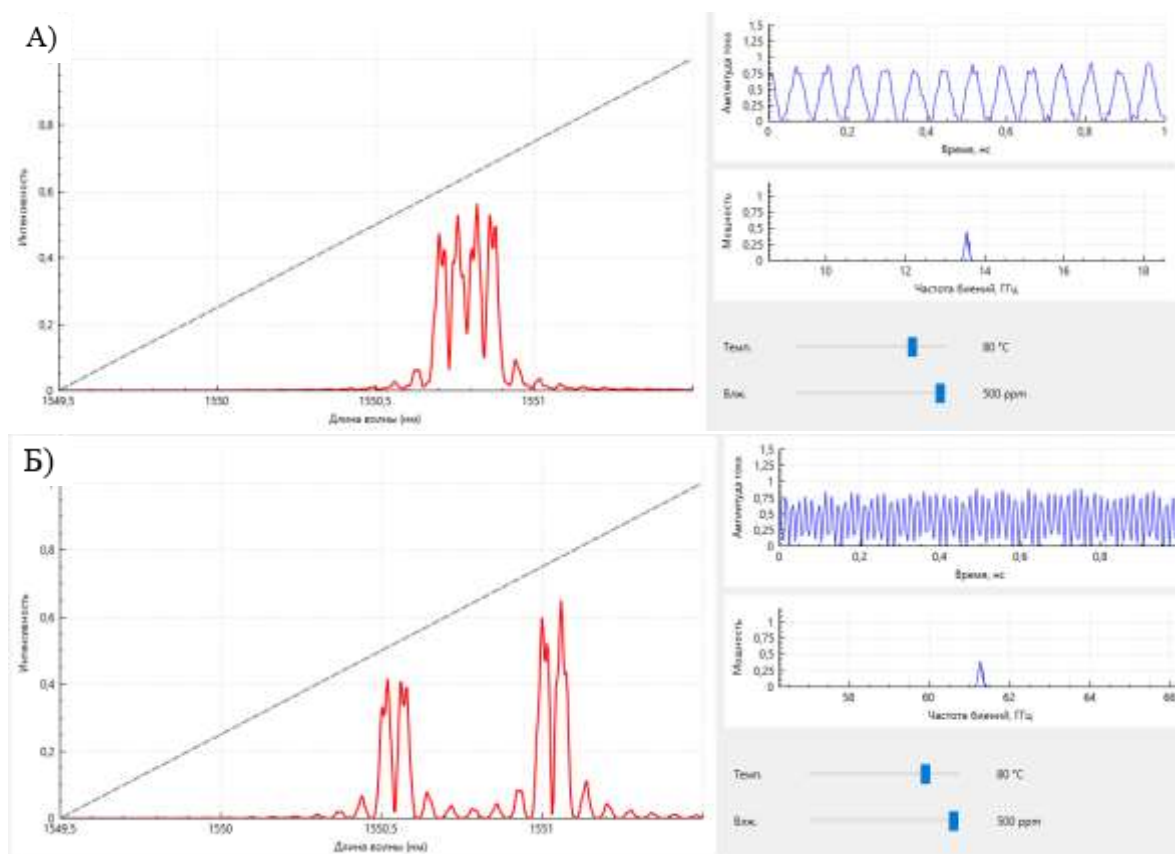 А)
Интенсивность
0,8
0,6
0,4
0,2
0
1549,5 1550 1550,5 1551
Длина волны (нм)
Амплитуда тока
1,5
1,25
1
0,75
0,5
0,25
0
0 0,2 0,4 0,6 0,8 1
Время, нс
Мощность
1
0,75
0,5
0,25
0
10 12 14 16 18
Частота биений, ГГц
Темп. 80 °C
Влж. 500 ppm
Б)
Интенсивность
0,8
0,6
0,4
0,2
0
1549,5 1550 1550,5 1551
Длина волны (нм)
Амплитуда тока
1,5
1,25
1
0,75
0,5
0,25
0
0 0,2 0,4 0,6 0,8
Время, нс
Мощность
1
0,75
0,5
0,25
0
58 60 62 64 66
Частота биений, ГГц
Темп. 80 °C
Влж. 500 ppm